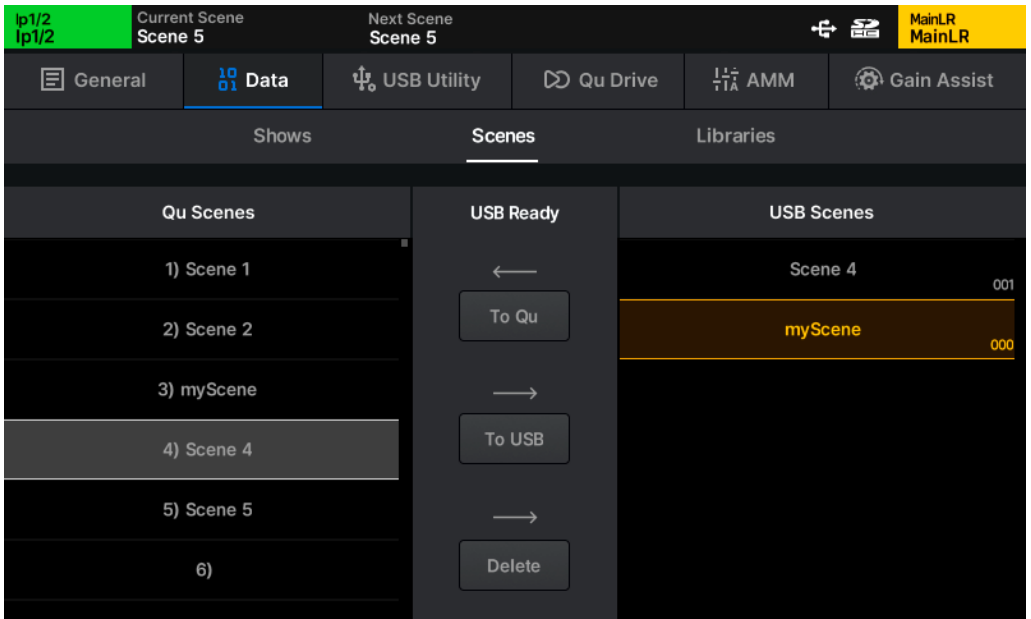 Ip1/2
Ip1/2
Current Scene
Scene 5
Next Scene
Scene 5
MainLR
MainLR
General
Data
USB Utility
Qu Drive
AMM
Gain Assist
Shows
Scenes
Libraries
Qu Scenes
USB Ready
USB Scenes
1) Scene 1
2) Scene 2
3) myScene
4) Scene 4
5) Scene 5
6)
To Qu
To USB
Delete
Scene 4
001
myScene
000